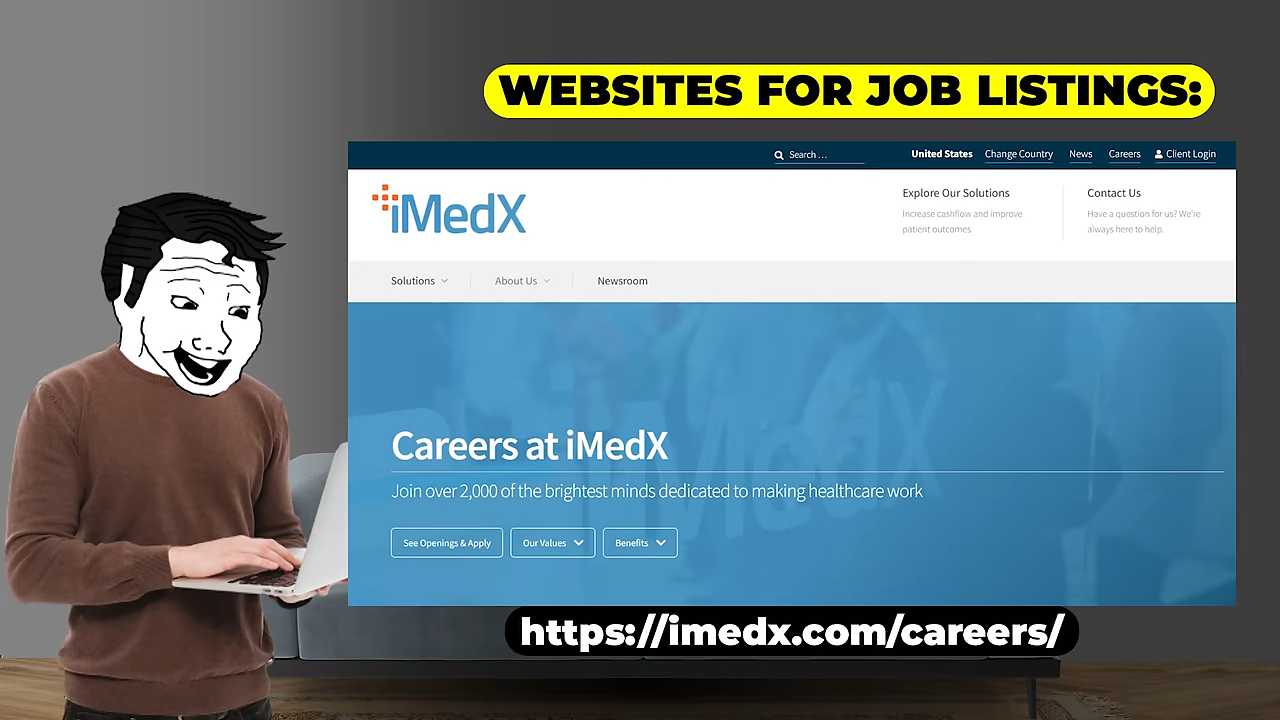 WEBSITES FOR JOB LISTINGS:
Search ...
United States Change Country News Careers Client Login
iMedX
Explore Our Solutions
Increase cashflow and improve
patient outcomes
Contact Us
Have a question for us? We're
always here to help.
Solutions About Us Newsroom
iMedX
Careers at iMedX
Join over 2,000 of the brightest minds dedicated to making healthcare work
See Openings & Apply Our Values Benefits
https://imedx.com/careers/